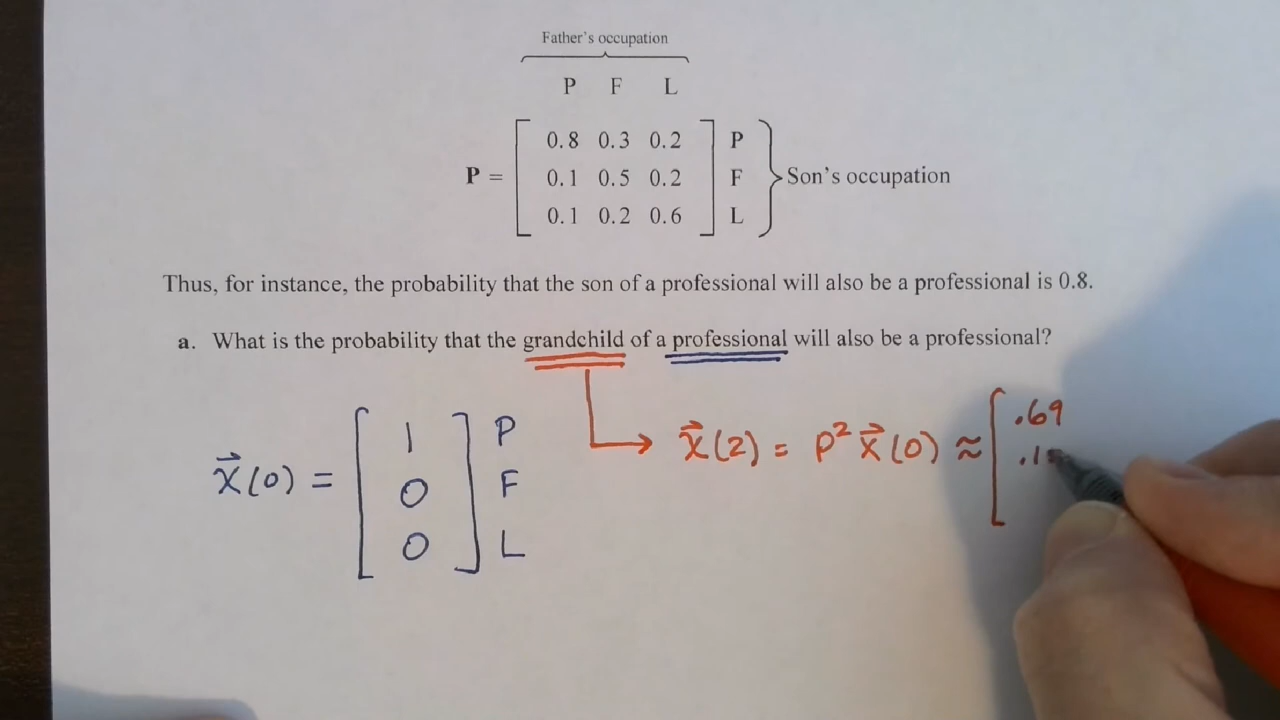 Father's occupation
P F L
P = [ 0.8 0.3 0.2 ] P
0.1 0.5 0.2 F
0.1 0.2 0.6 L
Son's occupation
Thus, for instance, the probability that the son of a professional will also be a professional is 0.8.
a. What is the probability that the grandchild of a professional will also be a professional?
x⃗(0) = [ 1 P
0 F
0 ] L
x⃗(2) = P² x⃗(0) ≈ [ .69